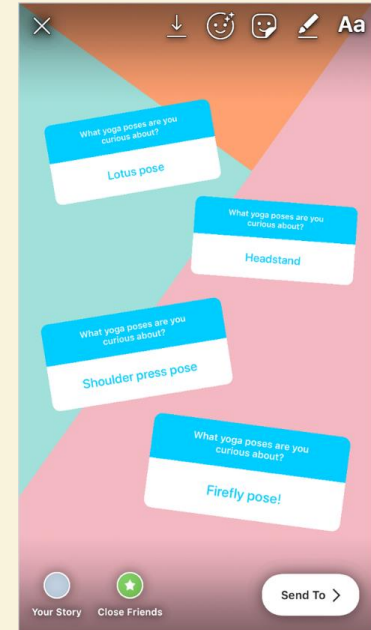 Aa
What yoga poses are you
curious about?
Lotus pose
What yoga poses are you
curious about?
Headstand
What yoga poses are you
curious about?
Shoulder press pose
What yoga poses are you
curious about?
Firefly pose!
Your Story
Close Friends
Send To